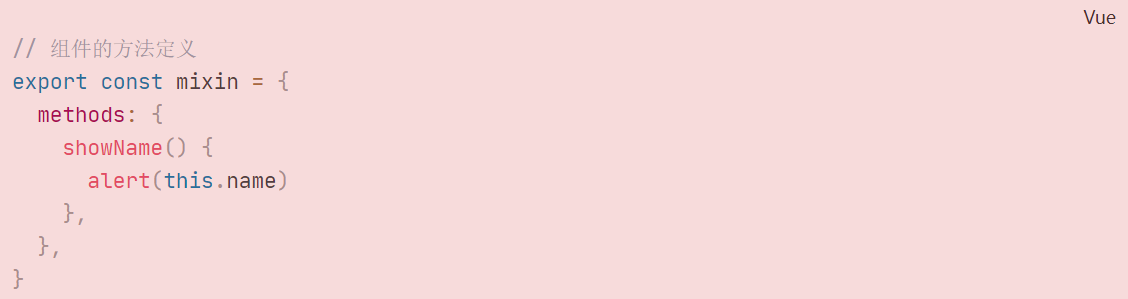 Vue
// 组件的方法定义
export const mixin = {
  methods: {
    showName() {
      alert(this.name)
    },
  },
}